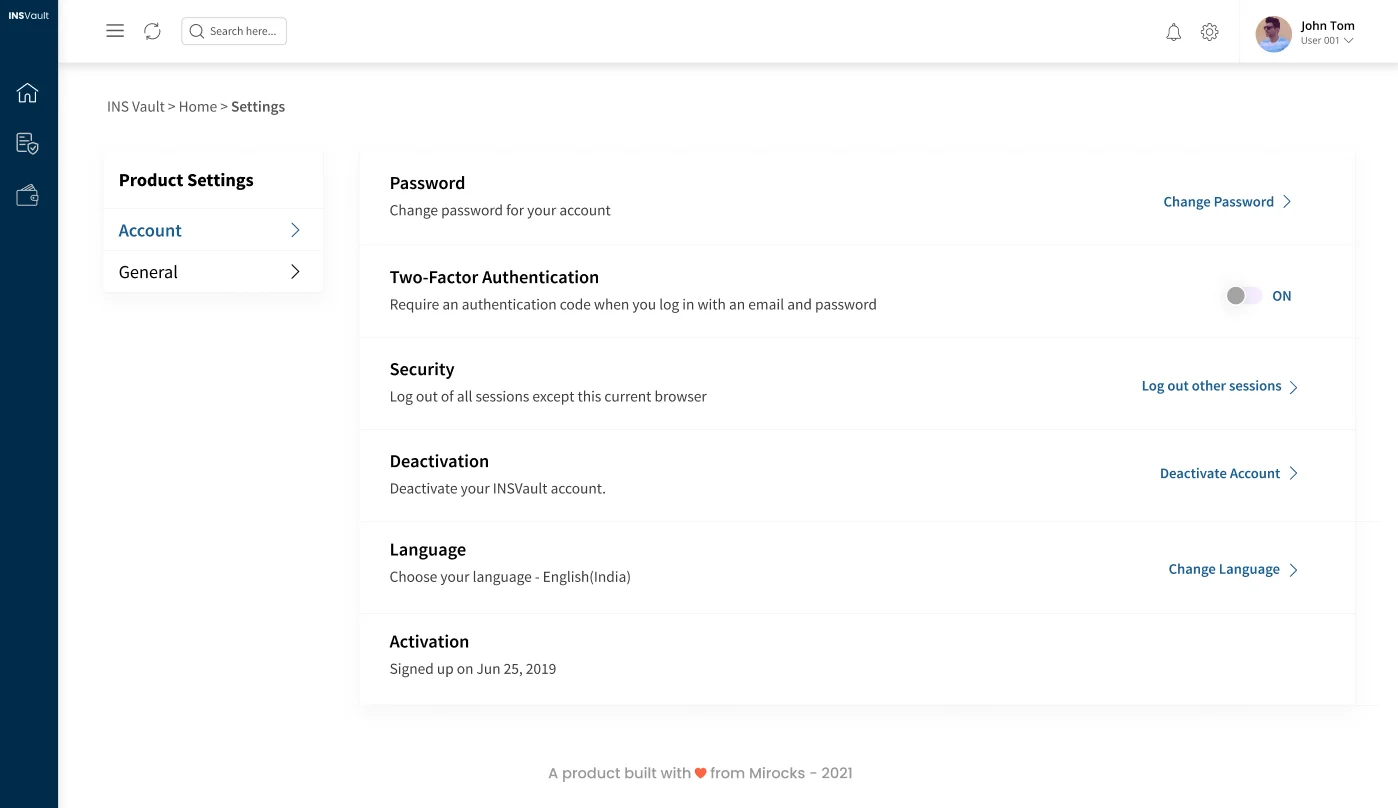 INSVault
Search here...
John Tom
User 001
INS Vault > Home > Settings
Product Settings
Account
General
Password
Change password for your account
Change Password
Two-Factor Authentication
Require an authentication code when you log in with an email and password
ON
Security
Log out of all sessions except this current browser
Log out other sessions
Deactivation
Deactivate your INSVault account.
Deactivate Account
Language
Choose your language - English(India)
Change Language
Activation
Signed up on Jun 25, 2019
A product built with ❤ from Mirocks - 2021